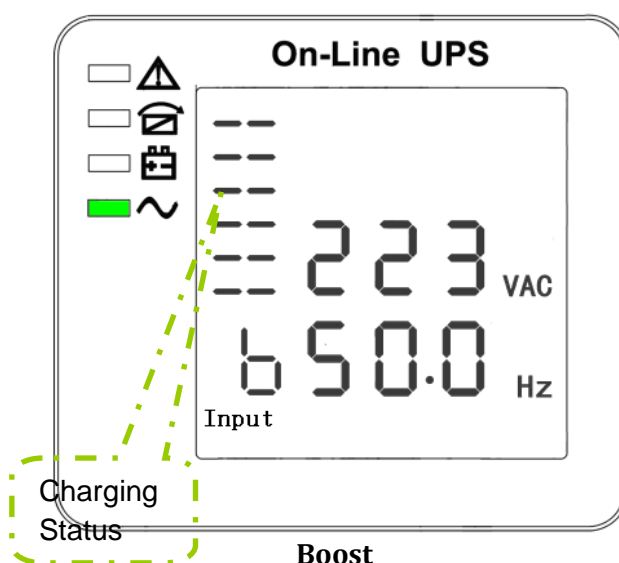 On-Line UPS
223 VAC
b 50.0 Hz
Input
Charging
Status
Boost